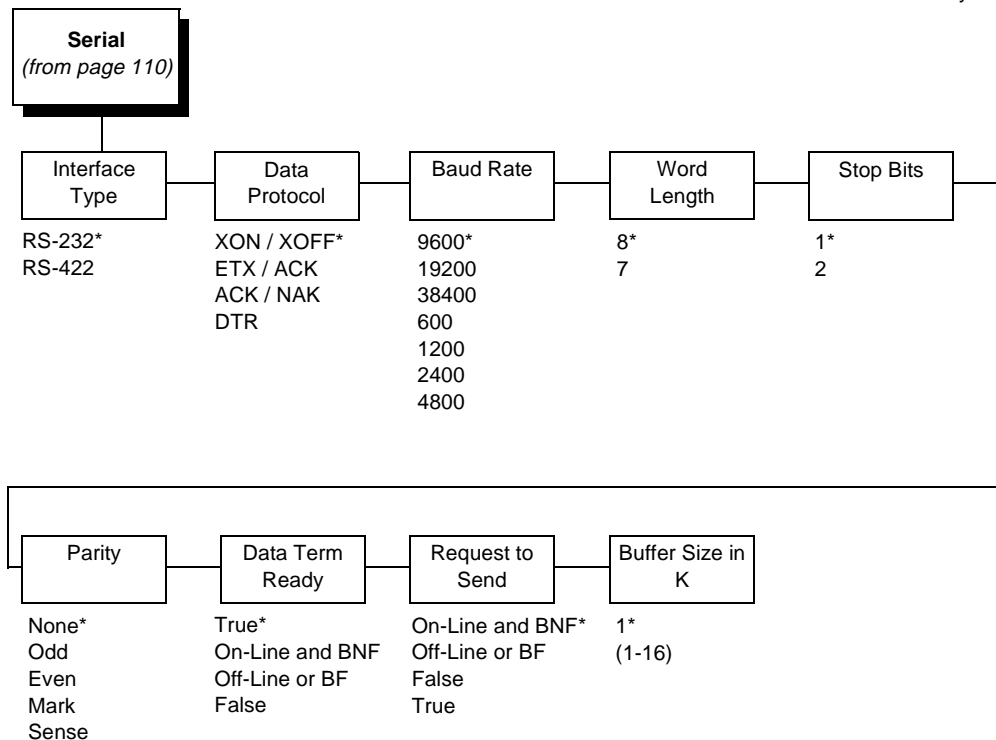 Serial
(from page 110)
Interface
Type
RS-232*
RS-422
Data
Protocol
XON / XOFF*
ETX / ACK
ACK / NAK
DTR
Baud Rate
9600*
19200
38400
600
1200
2400
4800
Word
Length
8*
7
Stop Bits
1*
2
Parity
None*
Odd
Even
Mark
Sense
Data Term
Ready
True*
On-Line and BNF
Off-Line or BF
False
Request to
Send
On-Line and BNF*
Off-Line or BF
False
True
Buffer Size in
K
1*
(1-16)